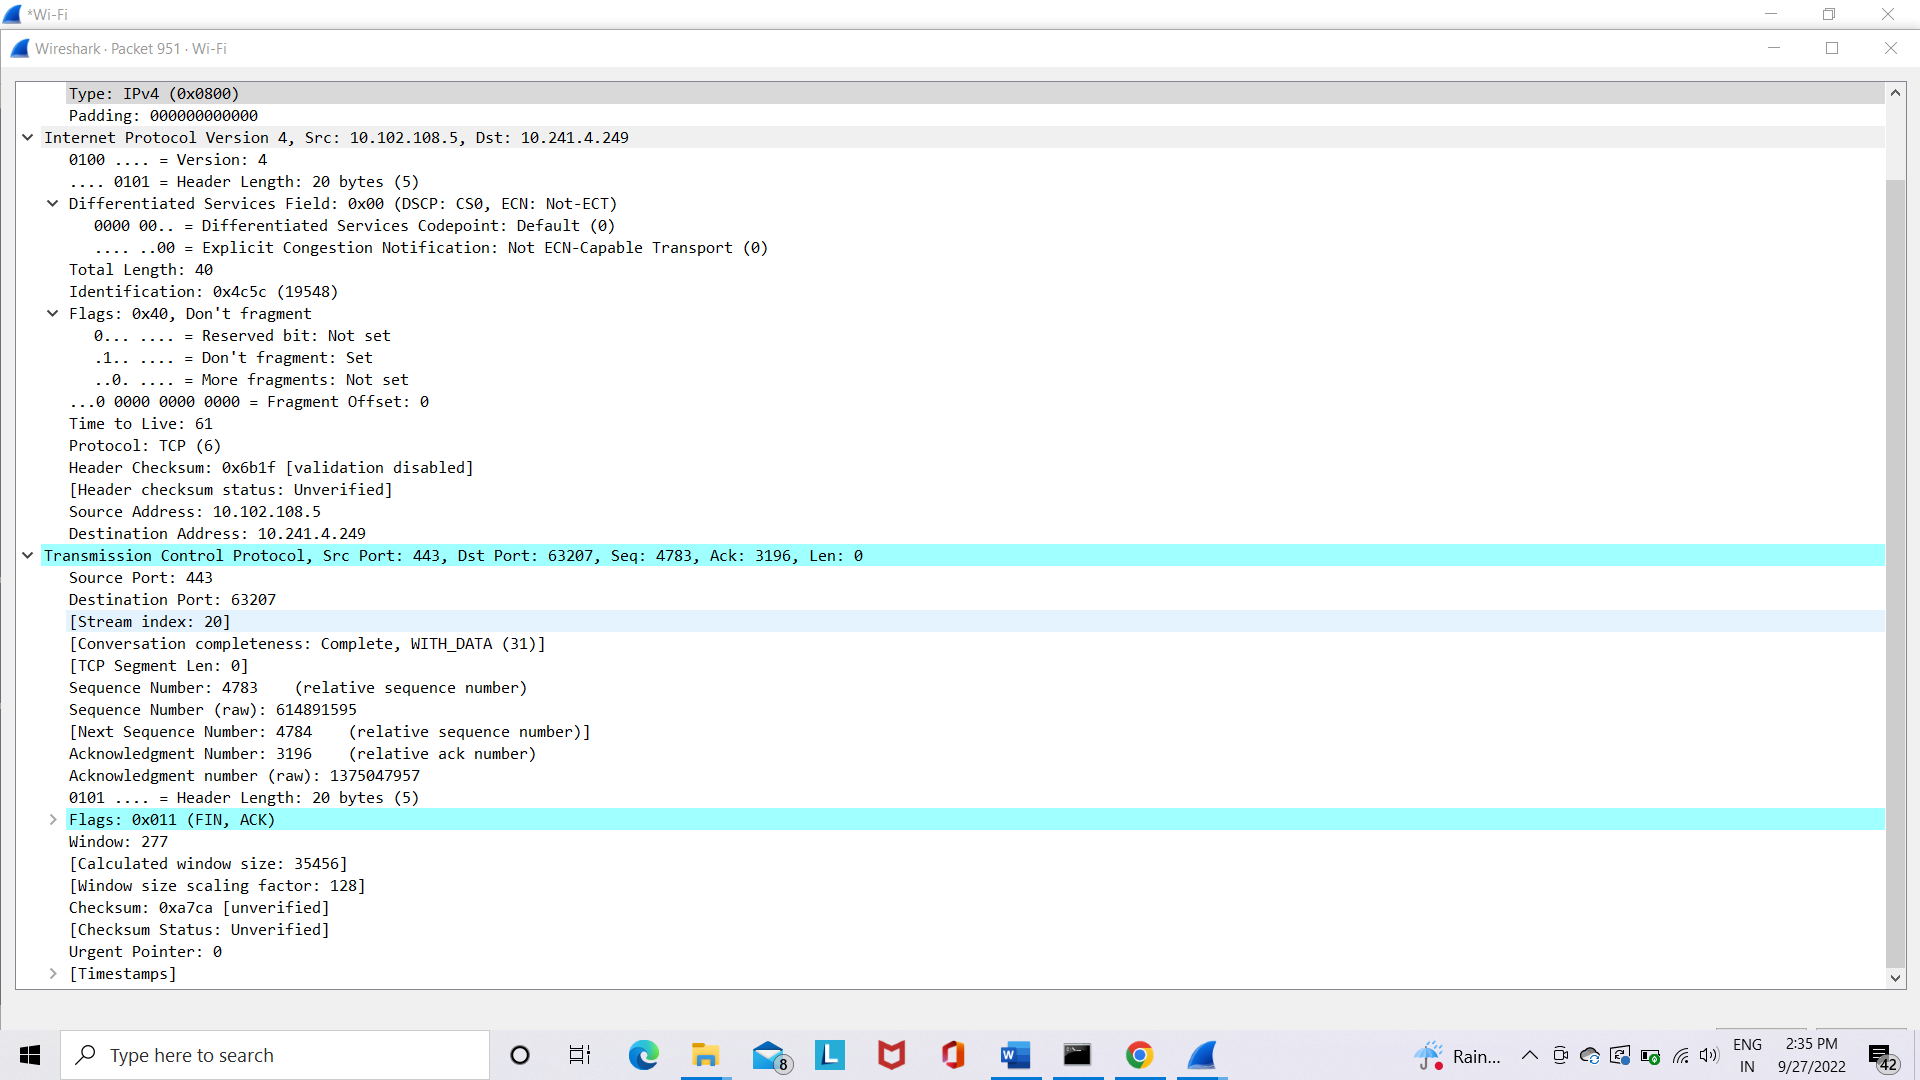 *Wi-Fi
Wireshark · Packet 951 · Wi-Fi
Type: IPv4 (0x0800)
Padding: 000000000000
Internet Protocol Version 4, Src: 10.102.108.5, Dst: 10.241.4.249
0100 .... = Version: 4
.... 0101 = Header Length: 20 bytes (5)
Differentiated Services Field: 0x00 (DSCP: CS0, ECN: Not-ECT)
0000 00.. = Differentiated Services Codepoint: Default (0)
.... ..00 = Explicit Congestion Notification: Not ECN-Capable Transport (0)
Total Length: 40
Identification: 0x4c5c (19548)
Flags: 0x40, Don't fragment
0... .... = Reserved bit: Not set
.1.. .... = Don't fragment: Set
..0. .... = More fragments: Not set
...0 0000 0000 0000 = Fragment Offset: 0
Time to Live: 61
Protocol: TCP (6)
Header Checksum: 0x6b1f [validation disabled]
[Header checksum status: Unverified]
Source Address: 10.102.108.5
Destination Address: 10.241.4.249
Transmission Control Protocol, Src Port: 443, Dst Port: 63207, Seq: 4783, Ack: 3196, Len: 0
Source Port: 443
Destination Port: 63207
[Stream index: 20]
[Conversation completeness: Complete, WITH_DATA (31)]
[TCP Segment Len: 0]
Sequence Number: 4783    (relative sequence number)
Sequence Number (raw): 614891595
[Next Sequence Number: 4784    (relative sequence number)]
Acknowledgment Number: 3196    (relative ack number)
Acknowledgment number (raw): 1375047957
0101 .... = Header Length: 20 bytes (5)
Flags: 0x011 (FIN, ACK)
Window: 277
[Calculated window size: 35456]
[Window size scaling factor: 128]
Checksum: 0xa7ca [unverified]
[Checksum Status: Unverified]
Urgent Pointer: 0
[Timestamps]
Type here to search
8
L
W
Rain...
ENG
IN
2:35 PM
9/27/2022
42